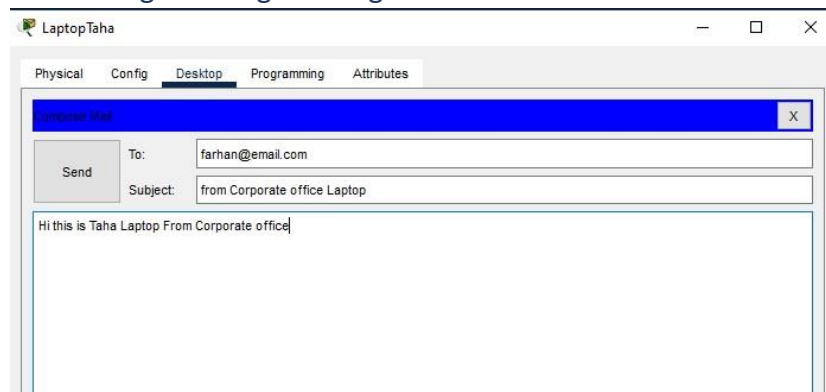 LaptopTaha
Physical Config Desktop Programming Attributes
Compose Mail
X
Send
To: farhan@email.com
Subject: from Corporate office Laptop
Hi this is Taha Laptop From Corporate office